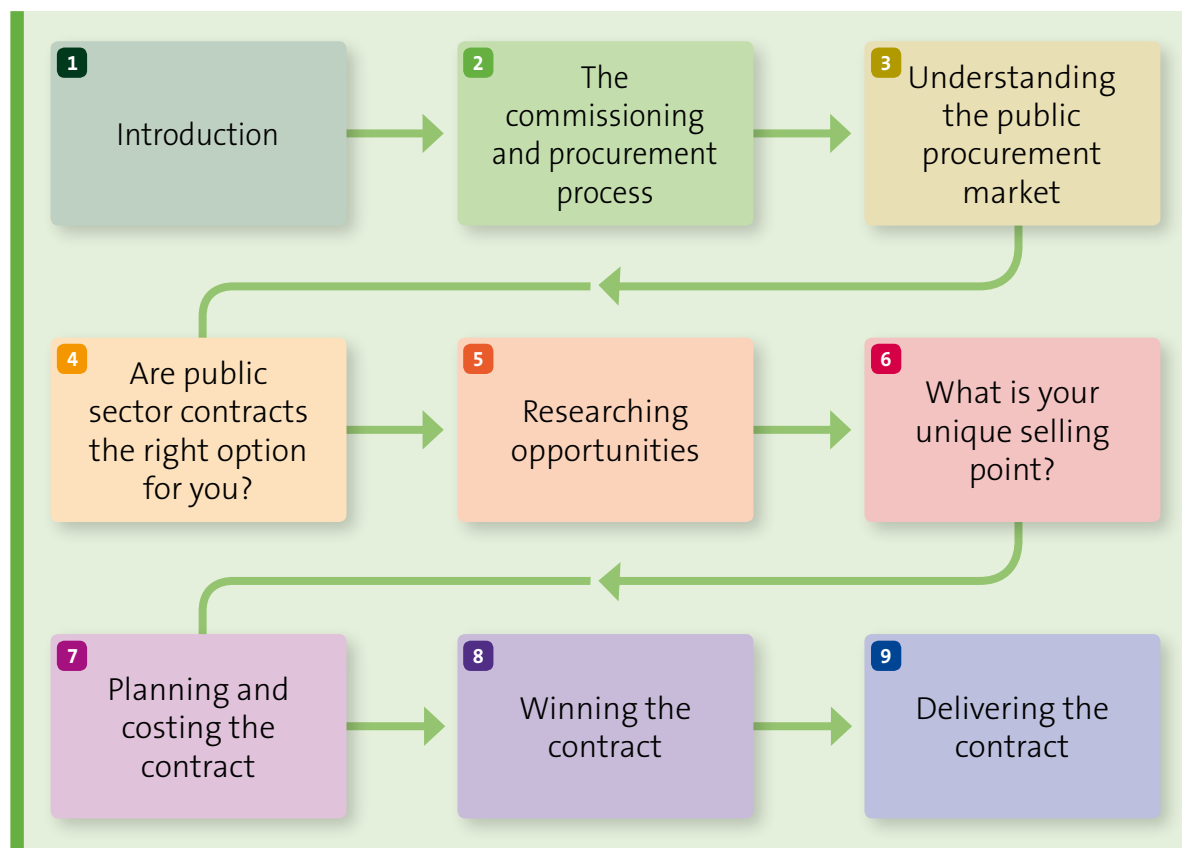 1
Introduction
2
The
commissioning
and procurement
process
3
Understanding
the public
procurement
market
4
Are public
sector contracts
the right option
for you?
5
Researching
opportunities
6
What is your
unique selling
point?
7
Planning and
costing the
contract
8
Winning the
contract
9
Delivering the
contract